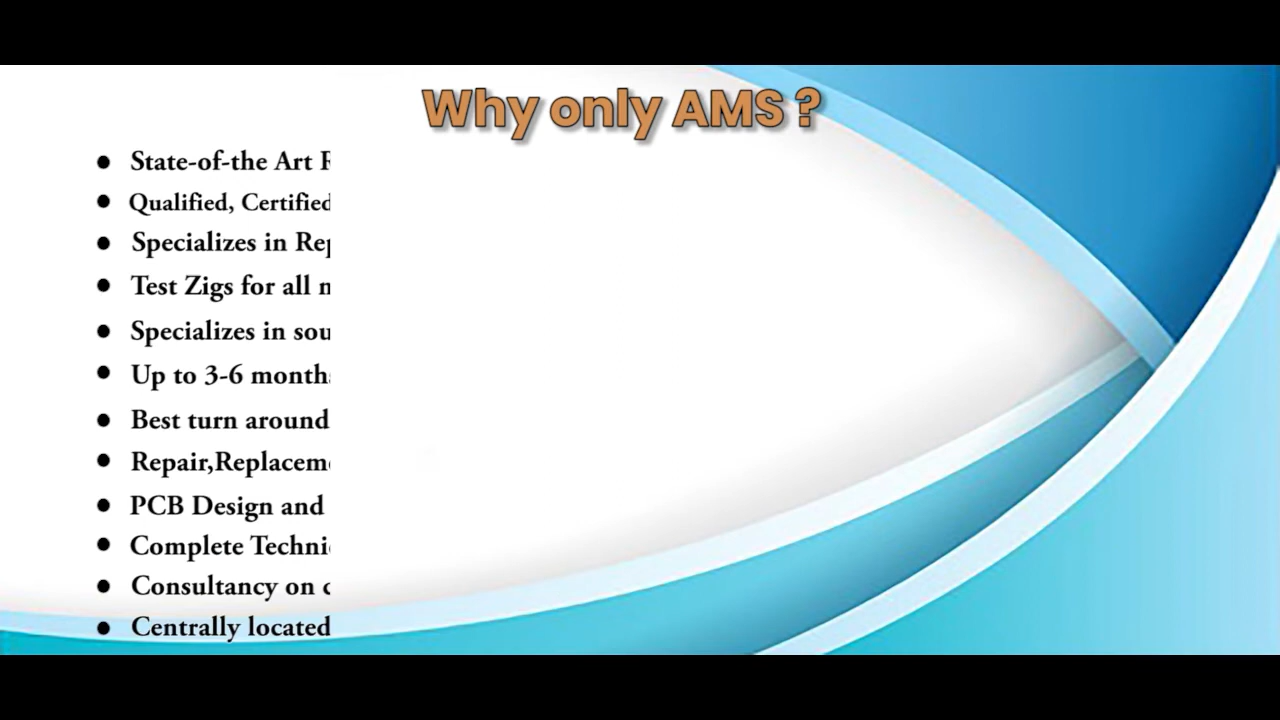 Why only AMS ?
State-of-the Art
Qualified, Certified
Specializes in
Test Zigs for all
Specializes in
Up to 3-6
Best turn around
Repair,
PCB Design and
Complete
Consultancy on
Centrally located